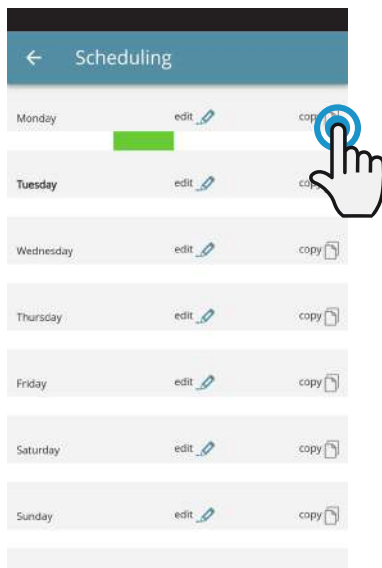 Scheduling
Monday edit copy
Tuesday edit copy
Wednesday edit copy
Thursday edit copy
Friday edit copy
Saturday edit copy
Sunday edit copy